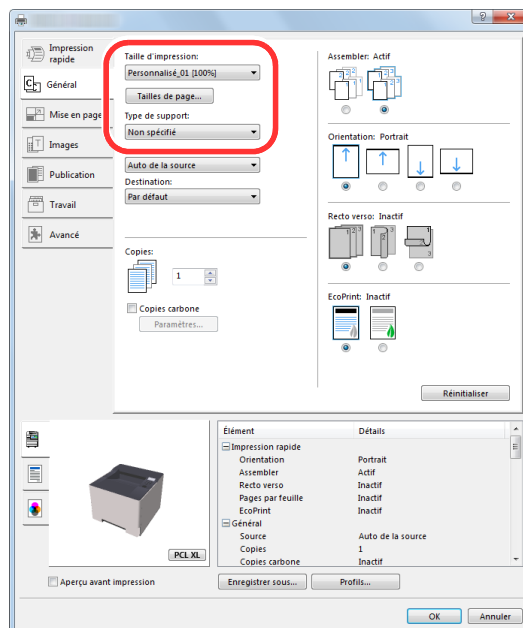 Impression
rapide
Général
Mise en page
Images
Publication
Travail
Avancé
Taille d'impression:
Personnalisé_01 [100%]
Tailles de page...
Type de support:
Non spécifié
Auto de la source
Destination:
Par défaut
Copies:
1
Copies carbone
Paramétres...
Assembler: Actif
Orientation: Portrait
Recto verso: Inactif
EcoPrint: Inactif
Réinitialiser
PCL XL
Aperçu avant impression
Élément Détails
Impression rapide
Orientation Portrait
Assembler Actif
Recto verso Inactif
Pages par feuille Inactif
EcoPrint Inactif
Général
Source Auto de la source
Copies 1
Copies carbone Inactif
Enregistrer sous... Profils...
OK Annuler